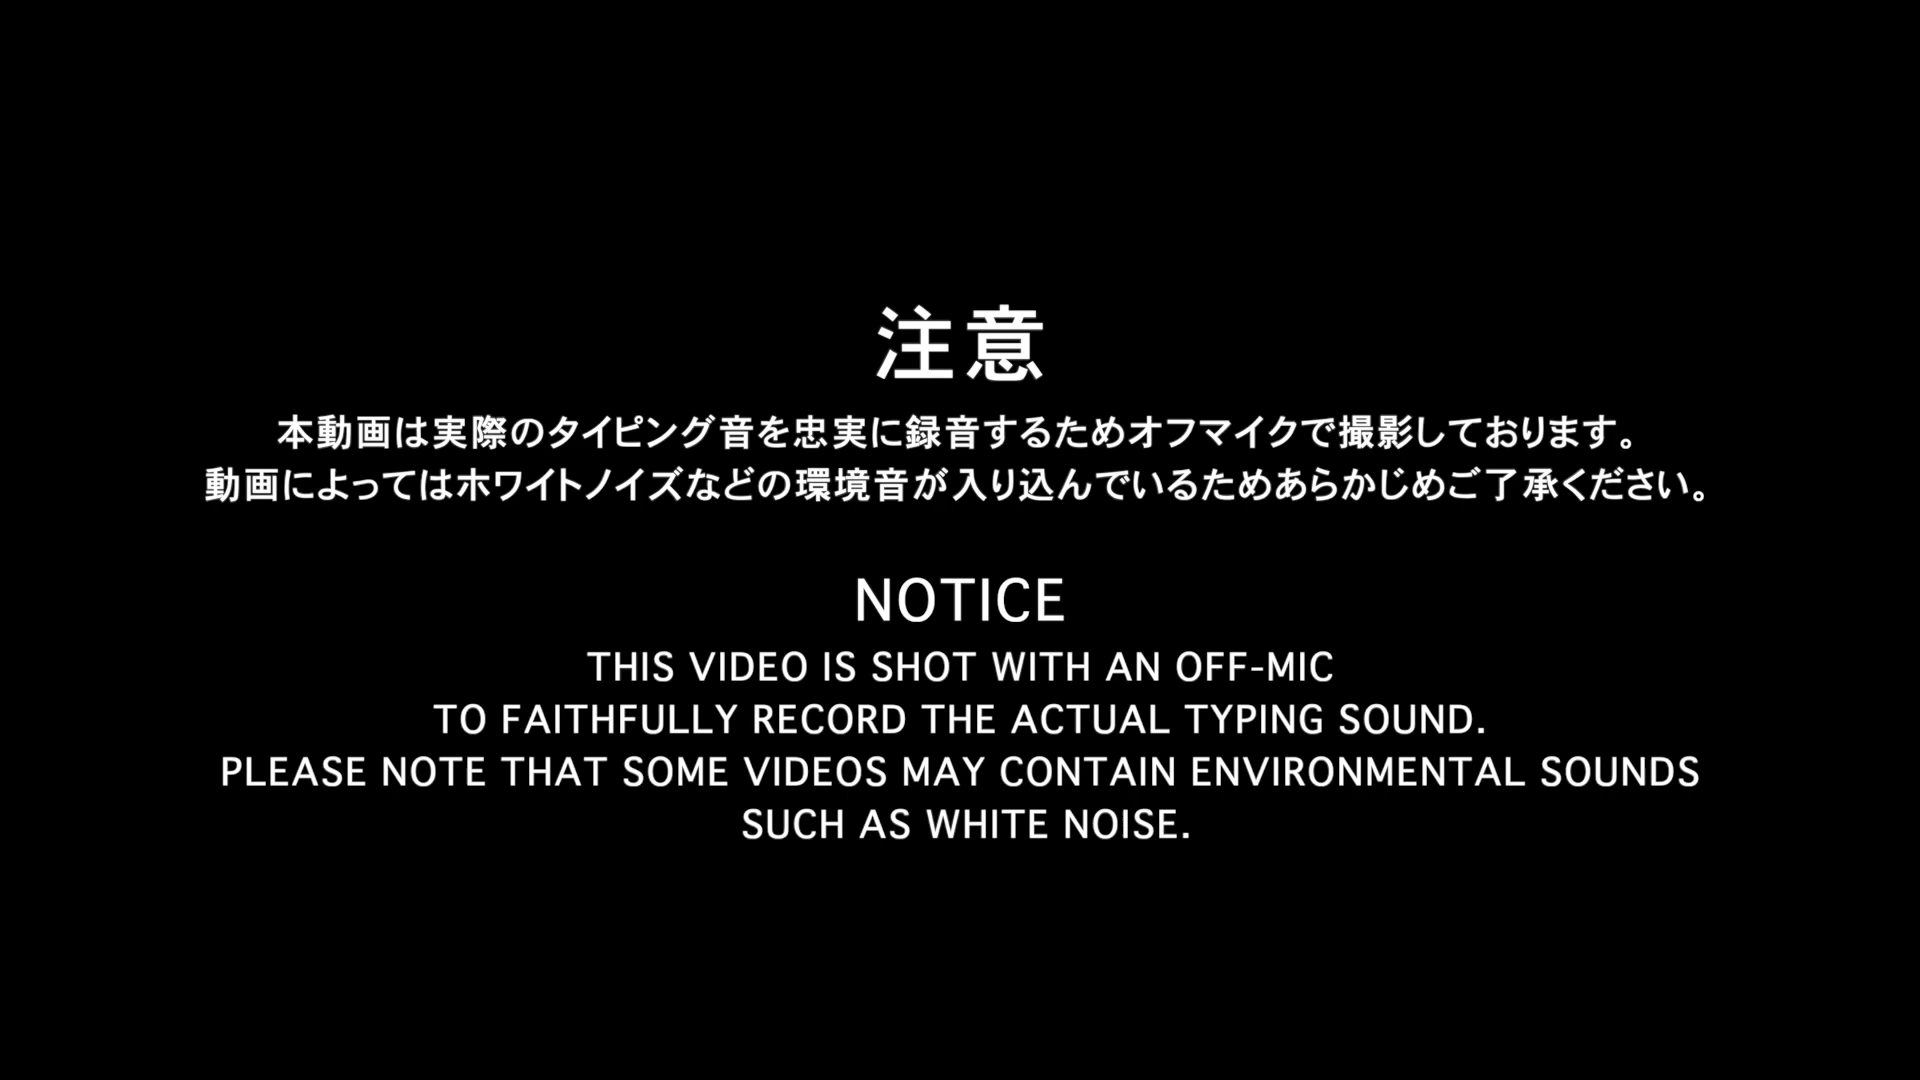 注意
本動画は実際のタイピング音を忠実に録音するためオフマイクで撮影しております。
動画によってはホワイトノイズなどの環境音が入り込んでいるためあらかじめご了承ください。
NOTICE
THIS VIDEO IS SHOT WITH AN OFF-MIC
TO FAITHFULLY RECORD THE ACTUAL TYPING SOUND.
PLEASE NOTE THAT SOME VIDEOS MAY CONTAIN ENVIRONMENTAL SOUNDS
SUCH AS WHITE NOISE.